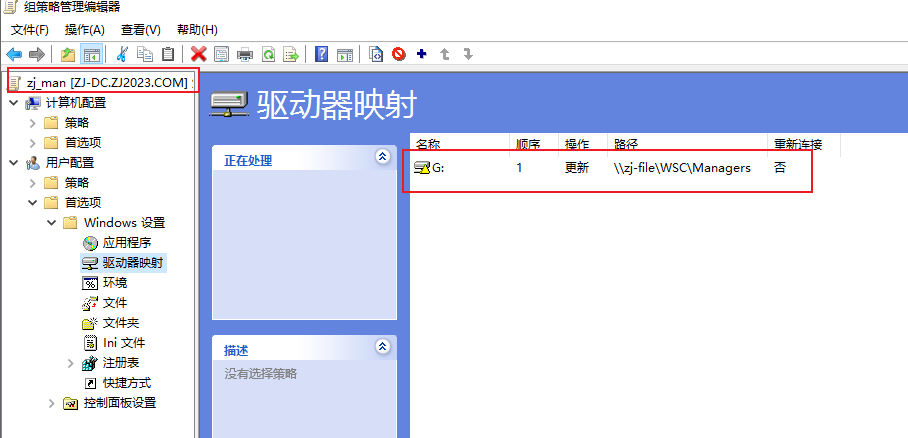 组策略管理编辑器
文件(F) 操作(A) 查看(V) 帮助(H)
zj_man [ZJ-DC.ZJ2023.COM]
计算机配置
策略
首选项
用户配置
策略
首选项
Windows 设置
应用程序
驱动器映射
环境
文件
文件夹
Ini 文件
注册表
快捷方式
控制面板设置
驱动器映射
正在处理
描述
没有选择策略
名称 顺序 操作 路径 重新连接
G: 1 更新 \\zj-file\WSC\Managers 否